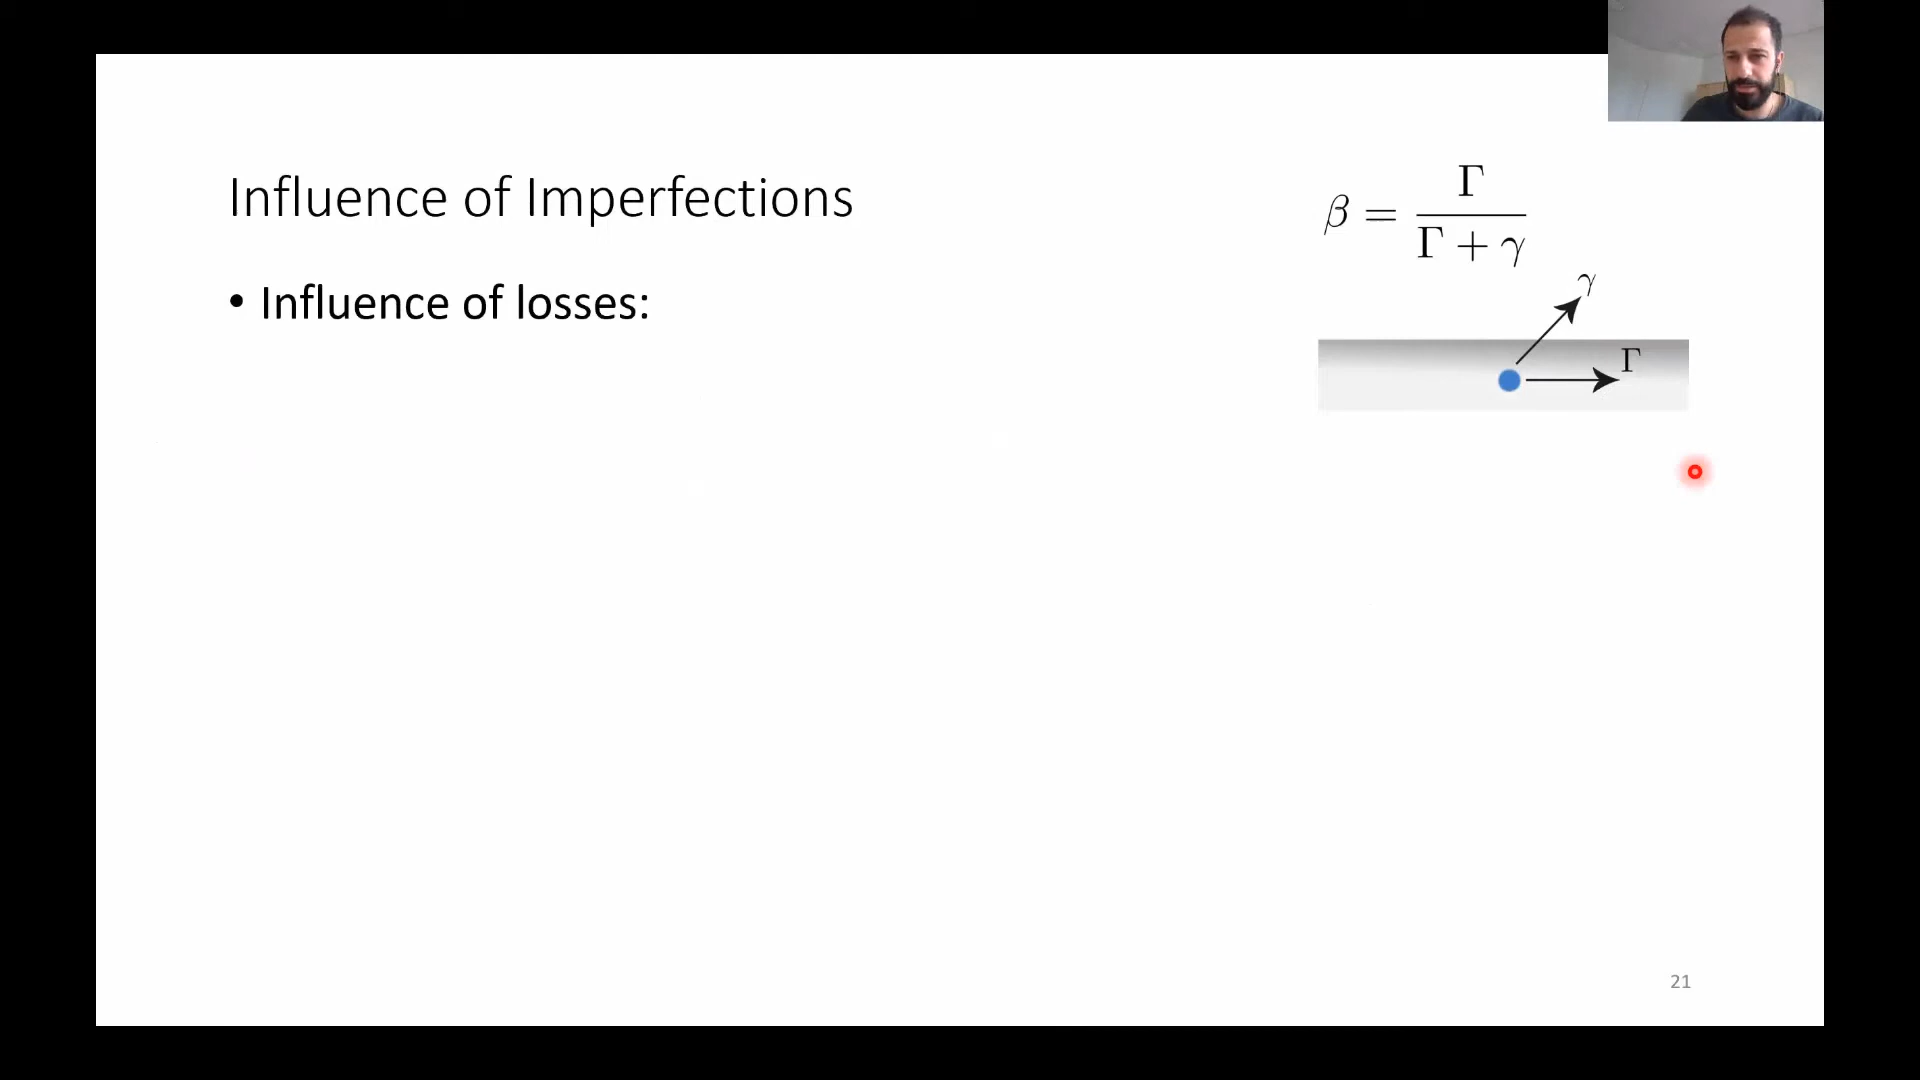 Influence of Imperfections
β = Γ / (Γ + γ)
• Influence of losses:
γ
Γ
21